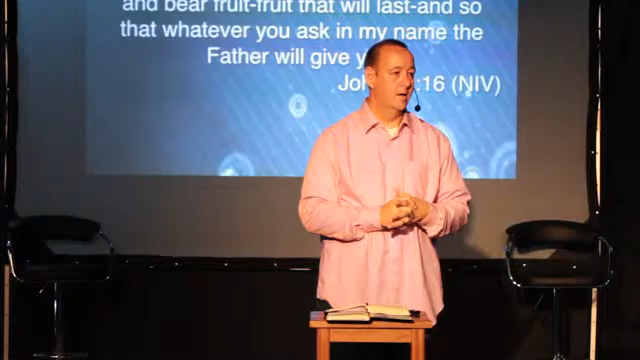 and bear fruit-fruit that will last-and so
that whatever you ask in my name the
Father will give
:16 (NIV)